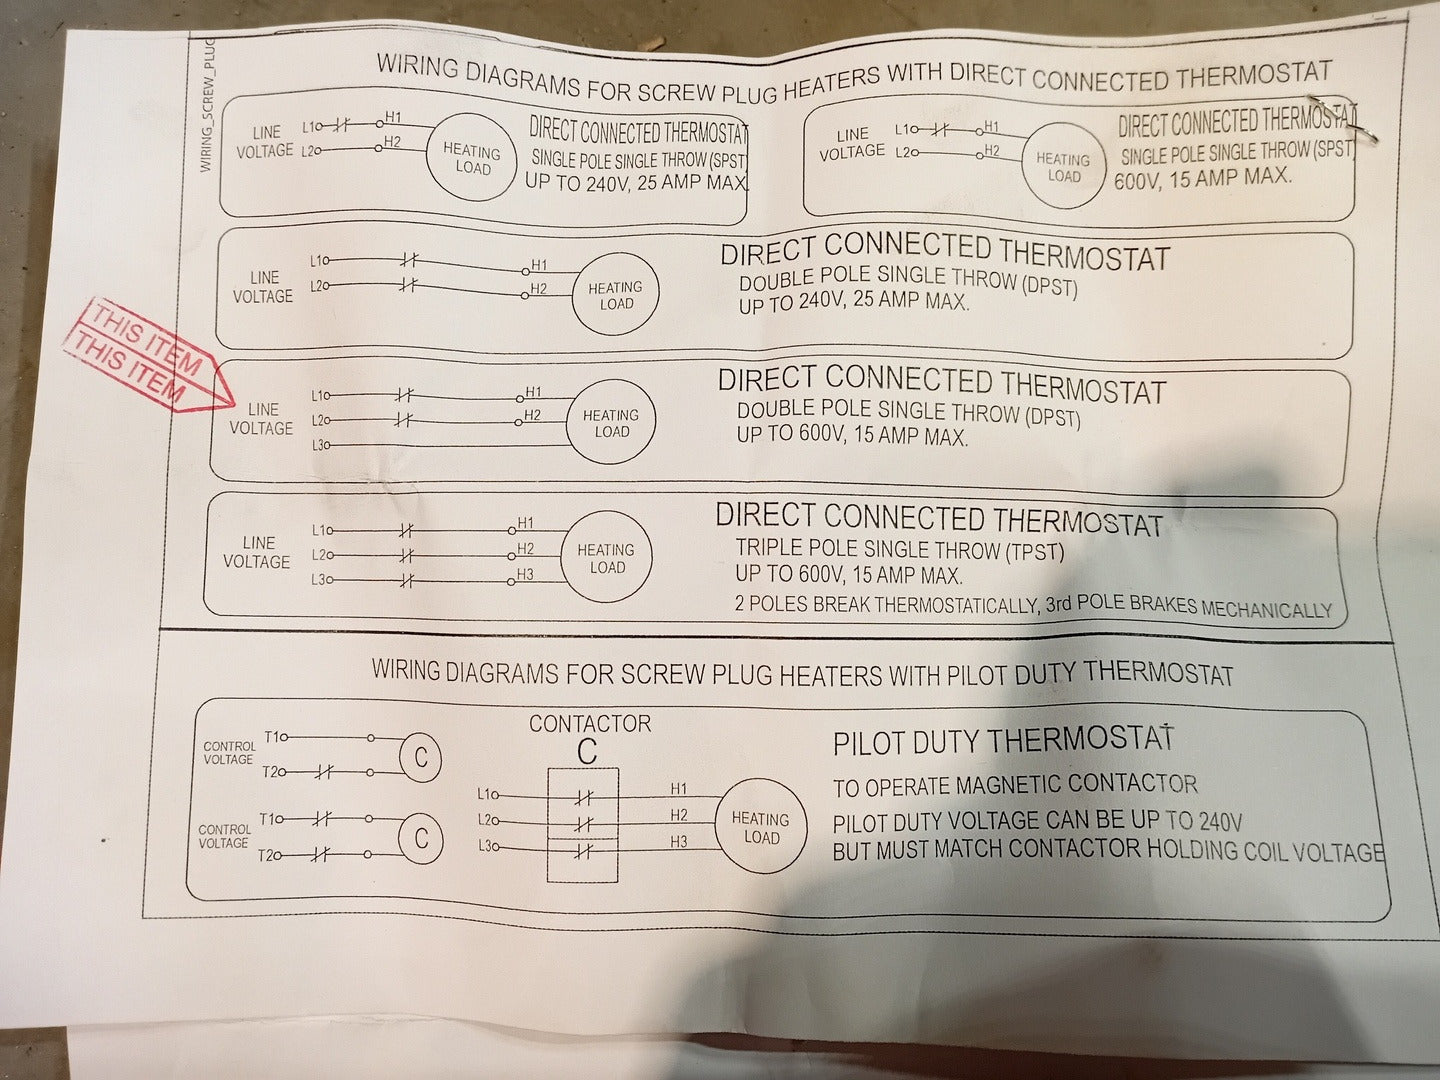 WIRING_SCREW_PLUG
WIRING DIAGRAMS FOR SCREW PLUG HEATERS WITH DIRECT CONNECTED THERMOSTAT
LINE
VOLTAGE
L1
H1
L2
H2
HEATING
LOAD
DIRECT CONNECTED THERMOSTAT
SINGLE POLE SINGLE THROW (SPST)
UP TO 240V, 25 AMP MAX.
LINE
VOLTAGE
L1
H1
L2
H2
HEATING
LOAD
DIRECT CONNECTED THERMOSTAT
SINGLE POLE SINGLE THROW (SPST)
600V, 15 AMP MAX.
LINE
VOLTAGE
L1
H1
L2
H2
HEATING
LOAD
DIRECT CONNECTED THERMOSTAT
DOUBLE POLE SINGLE THROW (DPST)
UP TO 240V, 25 AMP MAX.
THIS ITEM
THIS ITEM
LINE
VOLTAGE
L1
H1
L2
H2
L3
HEATING
LOAD
DIRECT CONNECTED THERMOSTAT
DOUBLE POLE SINGLE THROW (DPST)
UP TO 600V, 15 AMP MAX.
LINE
VOLTAGE
L1
H1
L2
H2
L3
H3
HEATING
LOAD
DIRECT CONNECTED THERMOSTAT
TRIPLE POLE SINGLE THROW (TPST)
UP TO 600V, 15 AMP MAX.
2 POLES BREAK THERMOSTATICALLY, 3rd POLE BRAKES MECHANICALLY
WIRING DIAGRAMS FOR SCREW PLUG HEATERS WITH PILOT DUTY THERMOSTAT
CONTROL
VOLTAGE
T1
T2
C
CONTROL
VOLTAGE
T1
T2
C
CONTACTOR
C
L1
H1
L2
H2
L3
H3
HEATING
LOAD
PILOT DUTY THERMOSTAT
TO OPERATE MAGNETIC CONTACTOR
PILOT DUTY VOLTAGE CAN BE UP TO 240V
BUT MUST MATCH CONTACTOR HOLDING COIL VOLTAGE